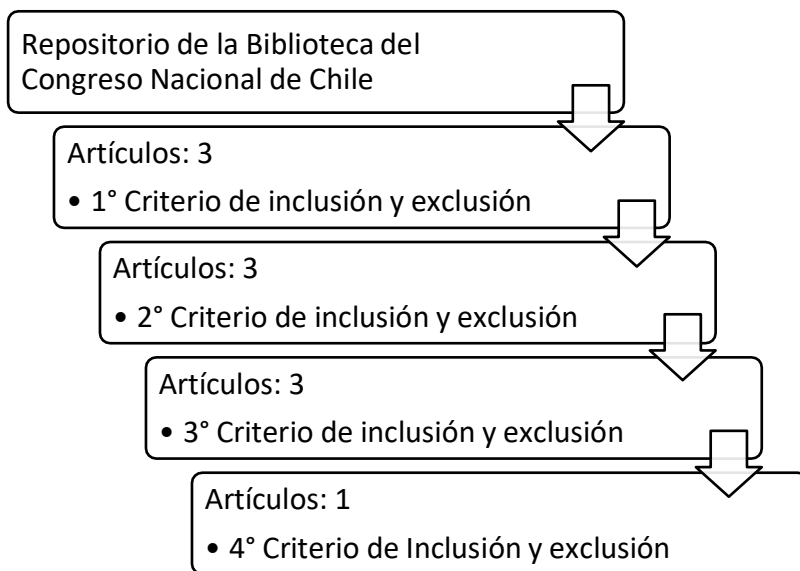 Repositorio de la Biblioteca del
Congreso Nacional de Chile
Artículos: 3
• 1° Criterio de inclusión y exclusión
Artículos: 3
• 2° Criterio de inclusión y exclusión
Artículos: 3
• 3° Criterio de inclusión y exclusión
Artículos: 1
• 4° Criterio de Inclusión y exclusión